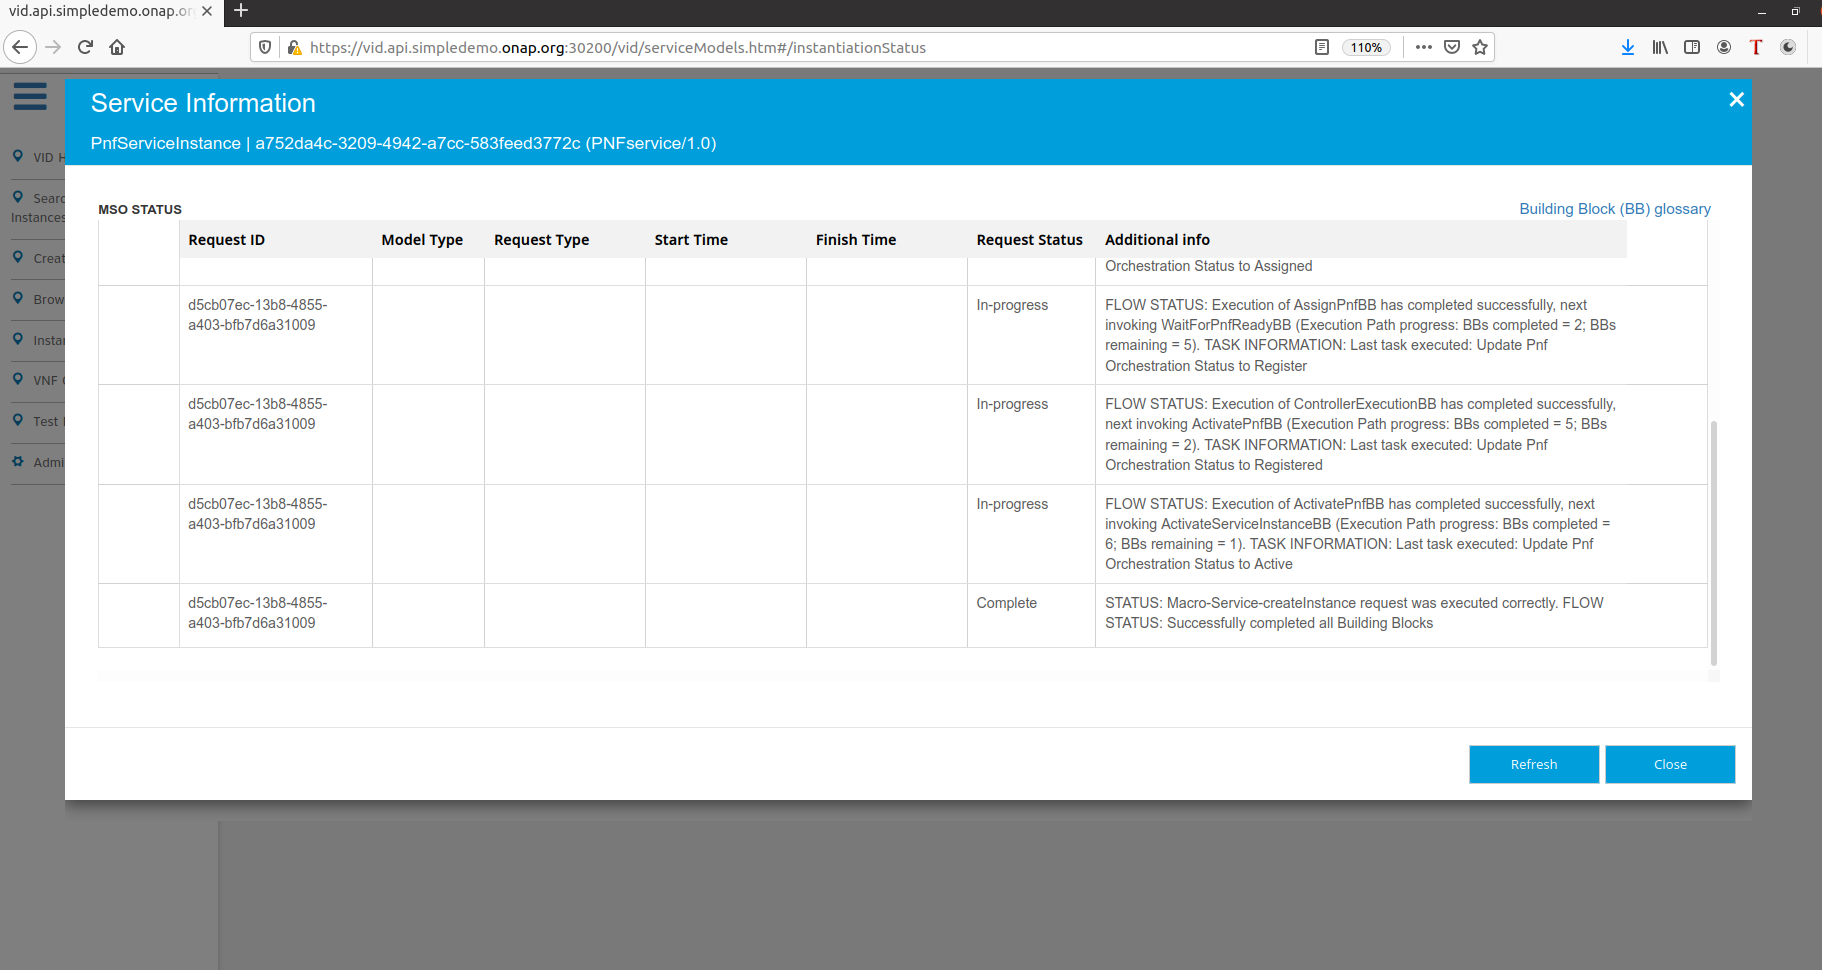 vid.api.simpledemo.onap.or
https://vid.api.simpledemo.onap.org:30200/vid/serviceModels.htm#/instantiationStatus
110%
Service Information
PnfServiceInstance | a752da4c-3209-4942-a7cc-583feed3772c (PNFservice/1.0)
VID H
Searc
Instances
Creat
Brow
Insta
VNF
Test
Admi
MSO STATUS
Building Block (BB) glossary
Request ID Model Type Request Type Start Time Finish Time Request Status Additional info
Orchestration Status to Assigned
d5cb07ec-13b8-4855-
a403-bfb7d6a31009
In-progress
FLOW STATUS: Execution of AssignPnfBB has completed successfully, next
invoking WaitForPnfReadyBB (Execution Path progress: BBs completed = 2; BBs
remaining = 5). TASK INFORMATION: Last task executed: Update Pnf
Orchestration Status to Register
d5cb07ec-13b8-4855-
a403-bfb7d6a31009
In-progress
FLOW STATUS: Execution of ControllerExecutionBB has completed successfully,
next invoking ActivatePnfBB (Execution Path progress: BBs completed = 5; BBs
remaining = 2). TASK INFORMATION: Last task executed: Update Pnf
Orchestration Status to Registered
d5cb07ec-13b8-4855-
a403-bfb7d6a31009
In-progress
FLOW STATUS: Execution of ActivatePnfBB has completed successfully, next
invoking ActivateServiceInstanceBB (Execution Path progress: BBs completed =
6; BBs remaining = 1). TASK INFORMATION: Last task executed: Update Pnf
Orchestration Status to Active
d5cb07ec-13b8-4855-
a403-bfb7d6a31009
Complete
STATUS: Macro-Service-createInstance request was executed correctly. FLOW
STATUS: Successfully completed all Building Blocks
Refresh
Close